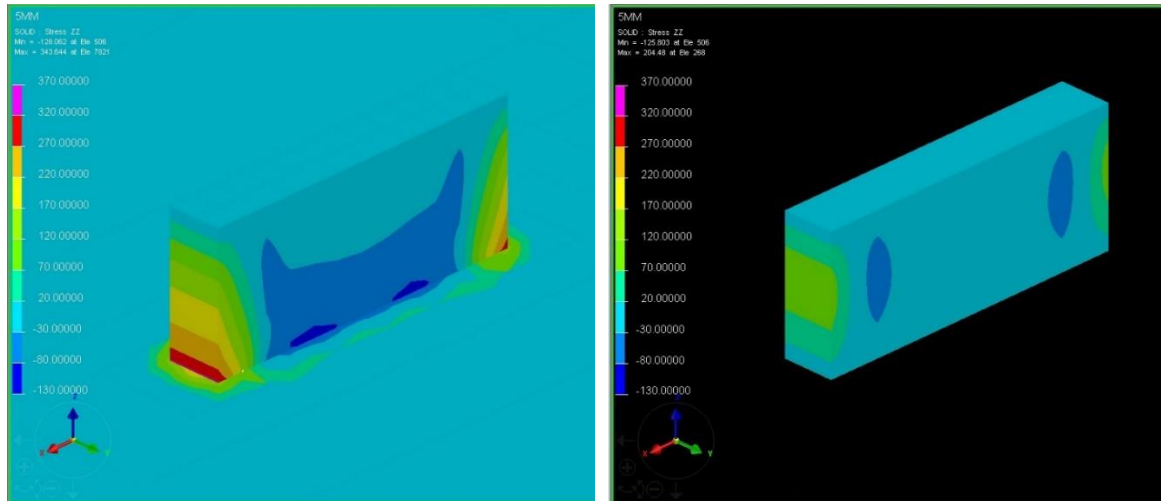 5MM
SOLID : Stress ZZ
Min = -128.062 at Ele 506
Max = 343.644 at Ele 7021
370.00000
320.00000
270.00000
220.00000
170.00000
120.00000
70.00000
20.00000
-30.00000
-80.00000
-130.00000
Z
X
Y
5MM
SOLID : Stress ZZ
Min = -125.803 at Ele 506
Max = 204.48 at Ele 268
370.00000
320.00000
270.00000
220.00000
170.00000
120.00000
70.00000
20.00000
-30.00000
-80.00000
-130.00000
Z
X
Y